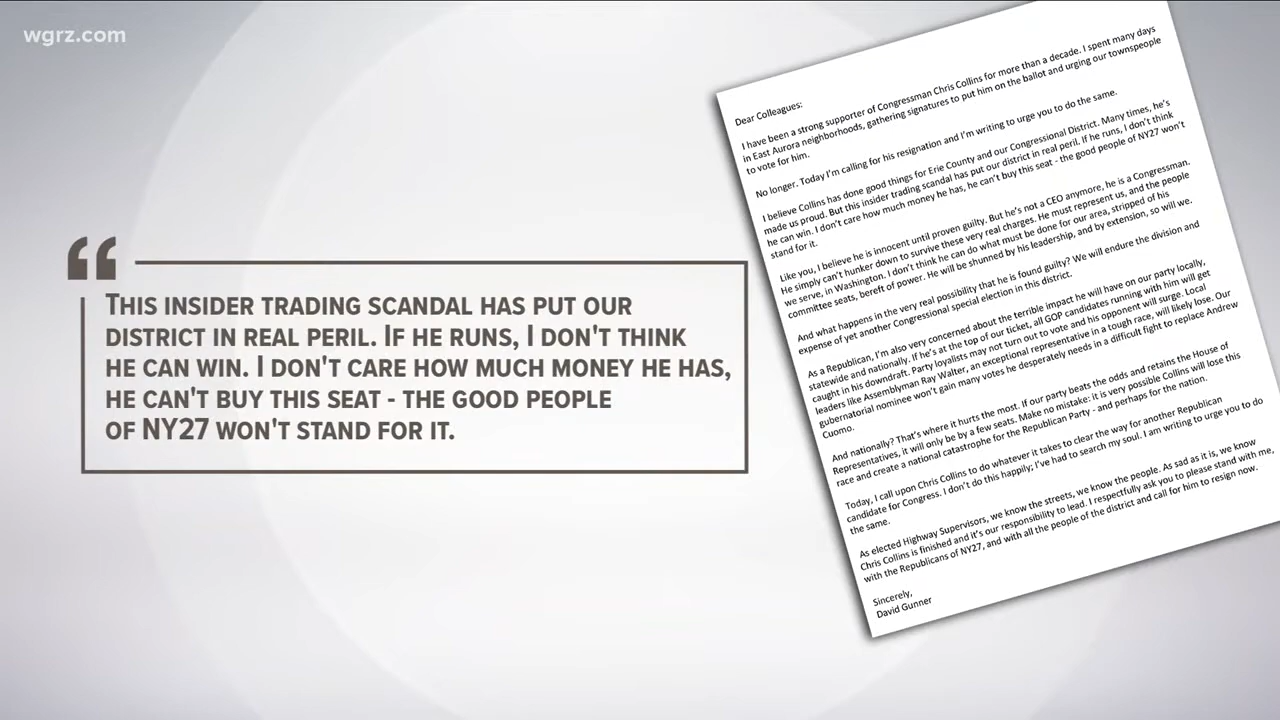 wgrz.com
“
THIS INSIDER TRADING SCANDAL HAS PUT OUR
DISTRICT IN REAL PERIL. IF HE RUNS, I DON'T THINK
HE CAN WIN. I DON'T CARE HOW MUCH MONEY HE HAS,
HE CAN'T BUY THIS SEAT - THE GOOD PEOPLE
OF NY27 WON'T STAND FOR IT.
Dear Colleagues:
I have been a strong supporter of Congressman Chris Collins for more than a decade. I spent many days
in East Aurora neighborhoods, gathering signatures to put him on the ballot and urging our townspeople
to vote for him.
No longer. Today I'm calling for his resignation and I'm writing to urge you to do the same.
I believe Collins has done good things for Erie County and our Congressional District. Many times, he's
made us proud. But this insider trading scandal has put our district in real peril. If he runs, I don't think
he can win. I don't care how much money he has, he can't buy this seat - the good people of NY27 won't
stand for it.
Like you, I believe he is innocent until proven guilty. But he's not a CEO anymore, he is a Congressman.
He simply can't hunker down to survive these very real charges. He must represent us, and the people
we serve, in Washington. I don't think he can do what must be done for our area, stripped of his
committee seats, bereft of power. He will be shunned by his leadership, and by extension, so will we.
And what happens in the very real possibility that he is found guilty? We will endure the division and
expense of yet another Congressional special election in this district.
As a Republican, I'm also very concerned about the terrible impact he will have on our party locally,
statewide and nationally. If he's at the top of our ticket, all GOP candidates running with him will get
caught in his downdraft. Party loyalists may not turn out to vote and his opponent will surge. Local
leaders like Assemblyman Ray Walter, an exceptional representative in a tough race, will likely lose. Our
gubernatorial nominee won't gain many votes he desperately needs in a difficult fight to replace Andrew
Cuomo.
And nationally? That's where it hurts the most. If our party beats the odds and retains the House of
Representatives, it will only be by a few seats. Make no mistake: it is very possible Collins will lose this
race and create a national catastrophe for the Republican Party - and perhaps for the nation.
Today, I call upon Chris Collins to do whatever it takes to clear the way for another Republican
candidate for Congress. I don't do this happily; I've had to search my soul. I am writing to urge you to do
the same.
As elected Highway Supervisors, we know the streets, we know the people. As sad as it is, we know
Chris Collins is finished and it's our responsibility to lead. I respectfully ask you to please stand with me,
with the Republicans of NY27, and with all the people of the district and call for him to resign now.
Sincerely,
David Gunner